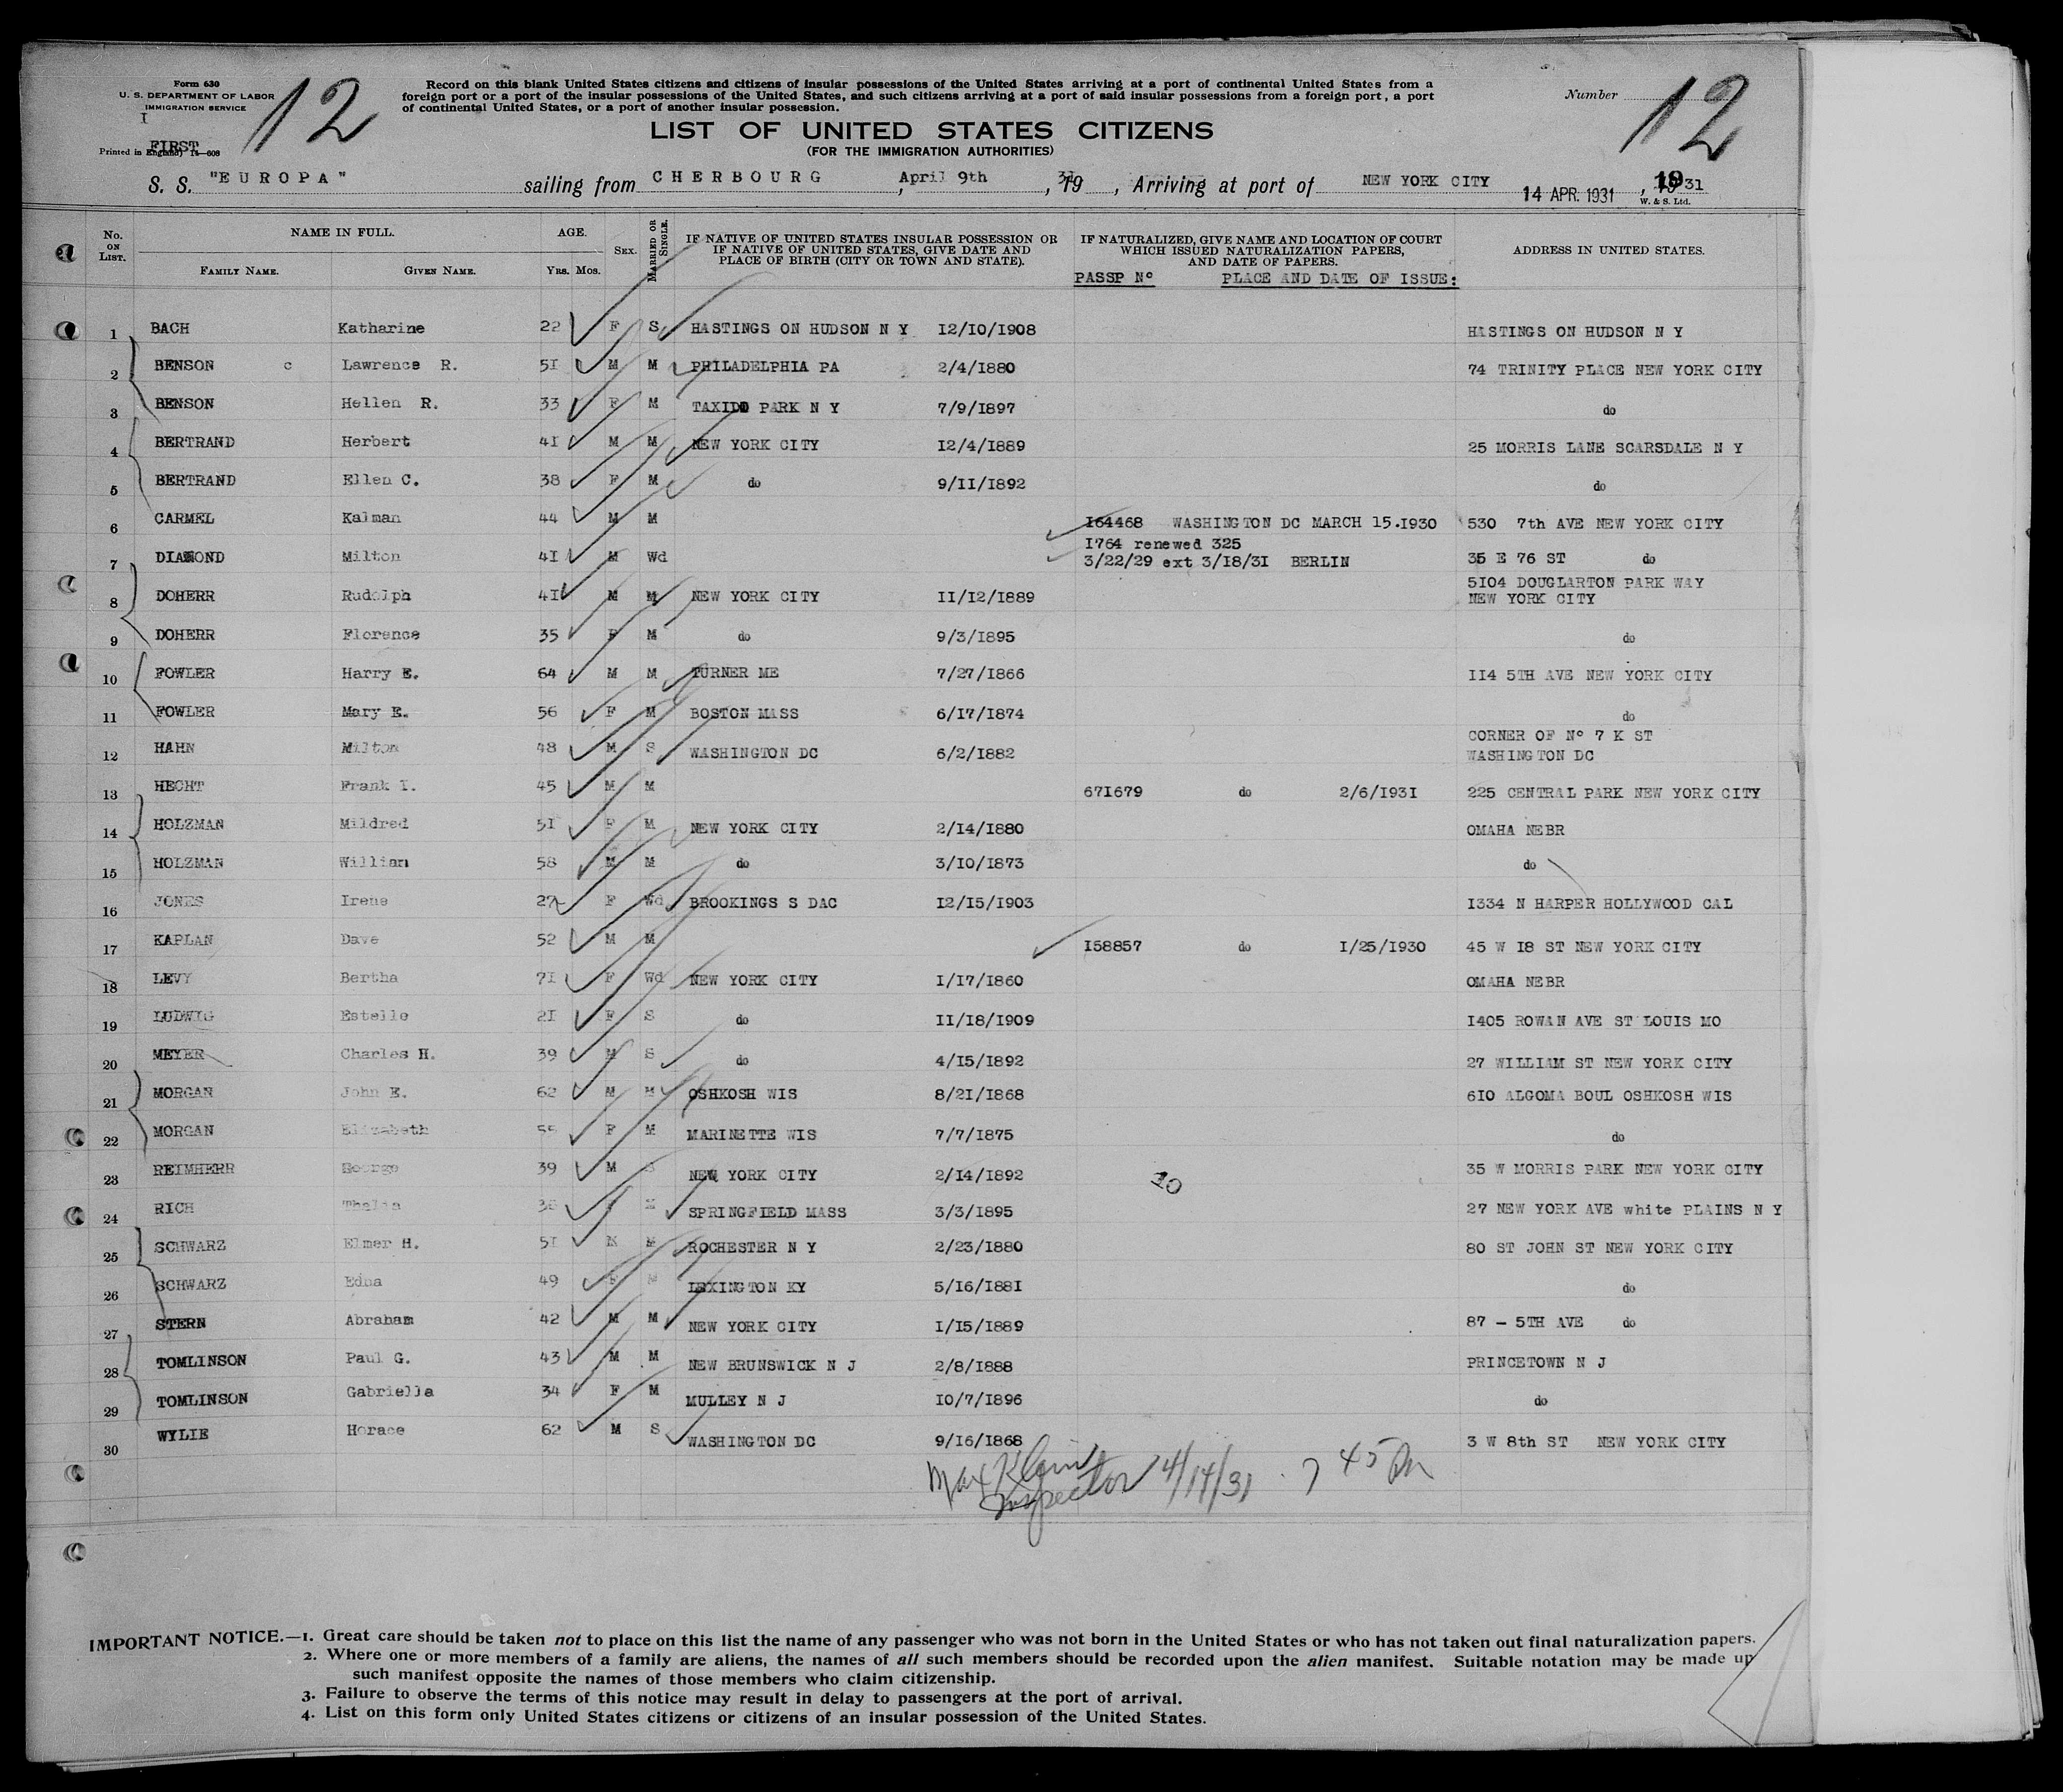 Form 630
U. S. DEPARTMENT OF LABOR
IMMIGRATION SERVICE
I
FIRST
Printed in England 14—608
12
Record on this blank United States citizens and citizens of insular possessions of the United States arriving at a port of continental United States from a
foreign port or a port of the insular possessions of the United States, and such citizens arriving at a port of said insular possessions from a foreign port, a port
of continental United States, or a port of another insular possession.
Number 12
LIST OF UNITED STATES CITIZENS
(FOR THE IMMIGRATION AUTHORITIES)
S. S. "EUROPA" sailing from CHERBOURG, April 9th, 1931, Arriving at port of NEW YORK CITY 14 APR. 1931, 1931
W. & S. Ltd.
No. ON LIST. NAME IN FULL. FAMILY NAME. GIVEN NAME. AGE. YRS. MOS. SEX. MARRIED OR SINGLE. IF NATIVE OF UNITED STATES INSULAR POSSESSION OR IF NATIVE OF UNITED STATES, GIVE DATE AND PLACE OF BIRTH (CITY OR TOWN AND STATE). IF NATURALIZED, GIVE NAME AND LOCATION OF COURT WHICH ISSUED NATURALIZATION PAPERS, AND DATE OF PAPERS. ADDRESS IN UNITED STATES.
PASSP Nº PLACE AND DATE OF ISSUE:
1 BACH Katharine 22 F S HASTINGS ON HUDSON N Y 12/10/1908 HASTINGS ON HUDSON N Y
2 BENSON c Lawrence R. 51 M M PHILADELPHIA PA 2/4/1880 74 TRINITY PLACE NEW YORK CITY
3 BENSON Hellen R. 33 F M TAXIDO PARK N Y 7/9/1897 do
4 BERTRAND Herbert 41 M M NEW YORK CITY 12/4/1889 25 MORRIS LANE SCARSDALE N Y
5 BERTRAND Ellen C. 38 F M do 9/11/1892 do
6 CARMEL Kalman 44 M M 164468 WASHINGTON DC MARCH 15.1930 530 7th AVE NEW YORK CITY
1764 renewed 325
7 DIAMOND Milton 41 M Wd 3/22/29 ext 3/18/31 BERLIN 35 E 76 ST do
5104 DOUGLARTON PARK WAY
8 DOHERR Rudolph 41 M M NEW YORK CITY 11/12/1889 NEW YORK CITY
9 DOHERR Florence 35 F M do 9/3/1895 do
10 FOWLER Harry E. 64 M M TURNER ME 7/27/1866 114 5TH AVE NEW YORK CITY
11 FOWLER Mary E. 56 F M BOSTON MASS 6/17/1874 do
CORNER OF Nº 7 K ST
12 HAHN Milton 48 M S WASHINGTON DC 6/2/1882 WASHINGTON DC
13 HECHT Frank I. 45 M M 671679 do 2/6/1931 225 CENTRAL PARK NEW YORK CITY
14 HOLZMAN Mildred 51 F M NEW YORK CITY 2/14/1880 OMAHA NEBR
15 HOLZMAN William 58 M M do 3/10/1873 do
16 JONES Irene 27 F Wd BROOKINGS S DAC 12/15/1903 1334 N HARPER HOLLYWOOD CAL
17 KAPLAN Dave 52 M M 158857 do 1/25/1930 45 W 18 ST NEW YORK CITY
18 LEVY Bertha 71 F Wd NEW YORK CITY 1/17/1860 OMAHA NEBR
19 LUDWIG Estelle 21 F S do 11/18/1909 1405 ROWAN AVE ST LOUIS MO
20 MEYER Charles H. 39 M S do 4/15/1892 27 WILLIAM ST NEW YORK CITY
21 MORGAN John E. 62 M M OSHKOSH WIS 8/21/1868 610 ALGOMA BOUL OSHKOSH WIS
22 MORGAN Elizabeth 55 F M MARINETTE WIS 7/7/1875 do
23 REIMHERR George 39 M S NEW YORK CITY 2/14/1892 10 35 W MORRIS PARK NEW YORK CITY
24 RICH M SPRINGFIELD MASS 3/3/1895 27 NEW YORK AVE white PLAINS N Y
25 SCHWARZ Elmer H. 51 M M ROCHESTER N Y 2/23/1880 80 ST JOHN ST NEW YORK CITY
26 SCHWARZ Edna 49 F M LEXINGTON KY 5/16/1881 do
27 STERN Abraham 42 M M NEW YORK CITY 1/15/1889 87 - 5TH AVE do
28 TOMLINSON Paul G. 43 M M NEW BRUNSWICK N J 2/8/1888 PRINCETOWN N J
29 TOMLINSON Gabriella 34 F M MULLEY N J 10/7/1896 do
30 WYLIE Horace 62 M S WASHINGTON DC 9/16/1868 3 W 8th ST NEW YORK CITY
Max Klein
Inspector 4/14/31 7 45 Pm
IMPORTANT NOTICE.—1. Great care should be taken not to place on this list the name of any passenger who was not born in the United States or who has not taken out final naturalization papers.
2. Where one or more members of a family are aliens, the names of all such members should be recorded upon the alien manifest. Suitable notation may be made up
such manifest opposite the names of those members who claim citizenship.
3. Failure to observe the terms of this notice may result in delay to passengers at the port of arrival.
4. List on this form only United States citizens or citizens of an insular possession of the United States.